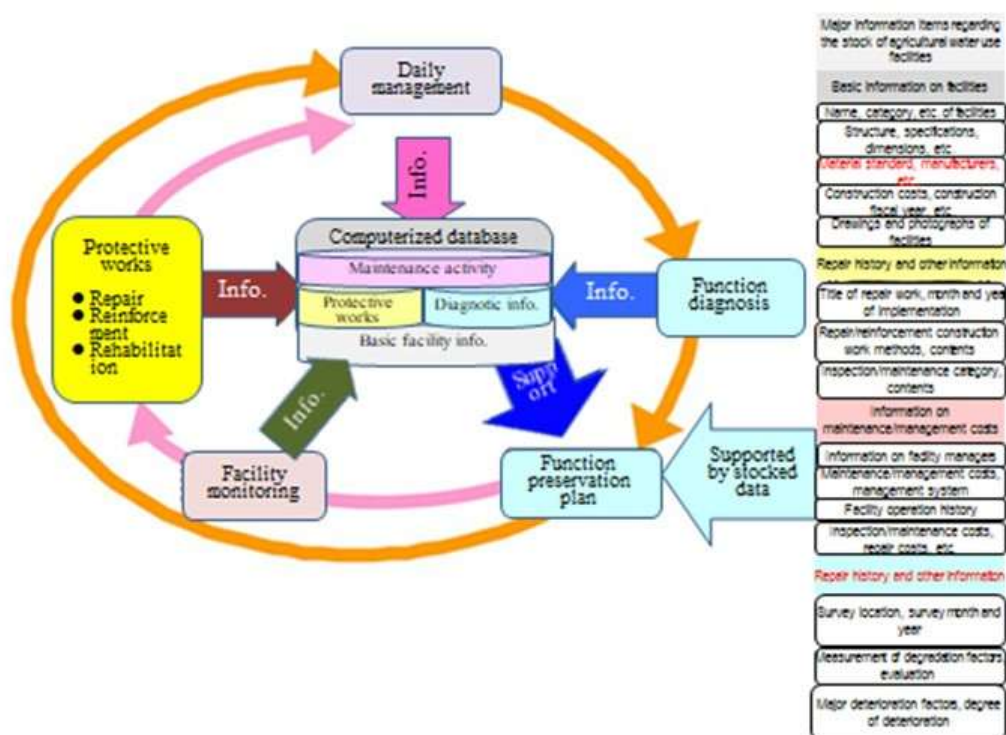 Daily
management
Info.
Computerized database
Maintenance activity
Protective
works
Diagnostic info.
Basic facility info.
Protective
works
● Repair
● Reinforce
ment
● Rehabilitat
ion
Info.
Info.
Function
diagnosis
Info.
Supp
ort
Facility
monitoring
Function
preservation
plan
Supported
by stocked
data
Major information items regarding
the stock of agricultural water use
facilities
Basic information on facilities
Name, category, etc. of facilities
Structure, specifications,
dimensions, etc.
Material standard, manufacturers,
etc.
Construction costs, construction
fiscal year, etc.
Drawings and photographs of
facilities
Repair history and other information
Title of repair work, month and year
of implementation
Repair/reinforcement construction
work methods, contents
Inspection/maintenance category,
contents
Information on
maintenance/management costs
Information on facility managers
Maintenance/management costs,
management system
Facility operation history
Inspection/maintenance costs,
repair costs, etc.
Repair history and other information
Survey location, survey month and
year
Measurement of degradation factors,
evaluation
Major deterioration factors, degree
of deterioration